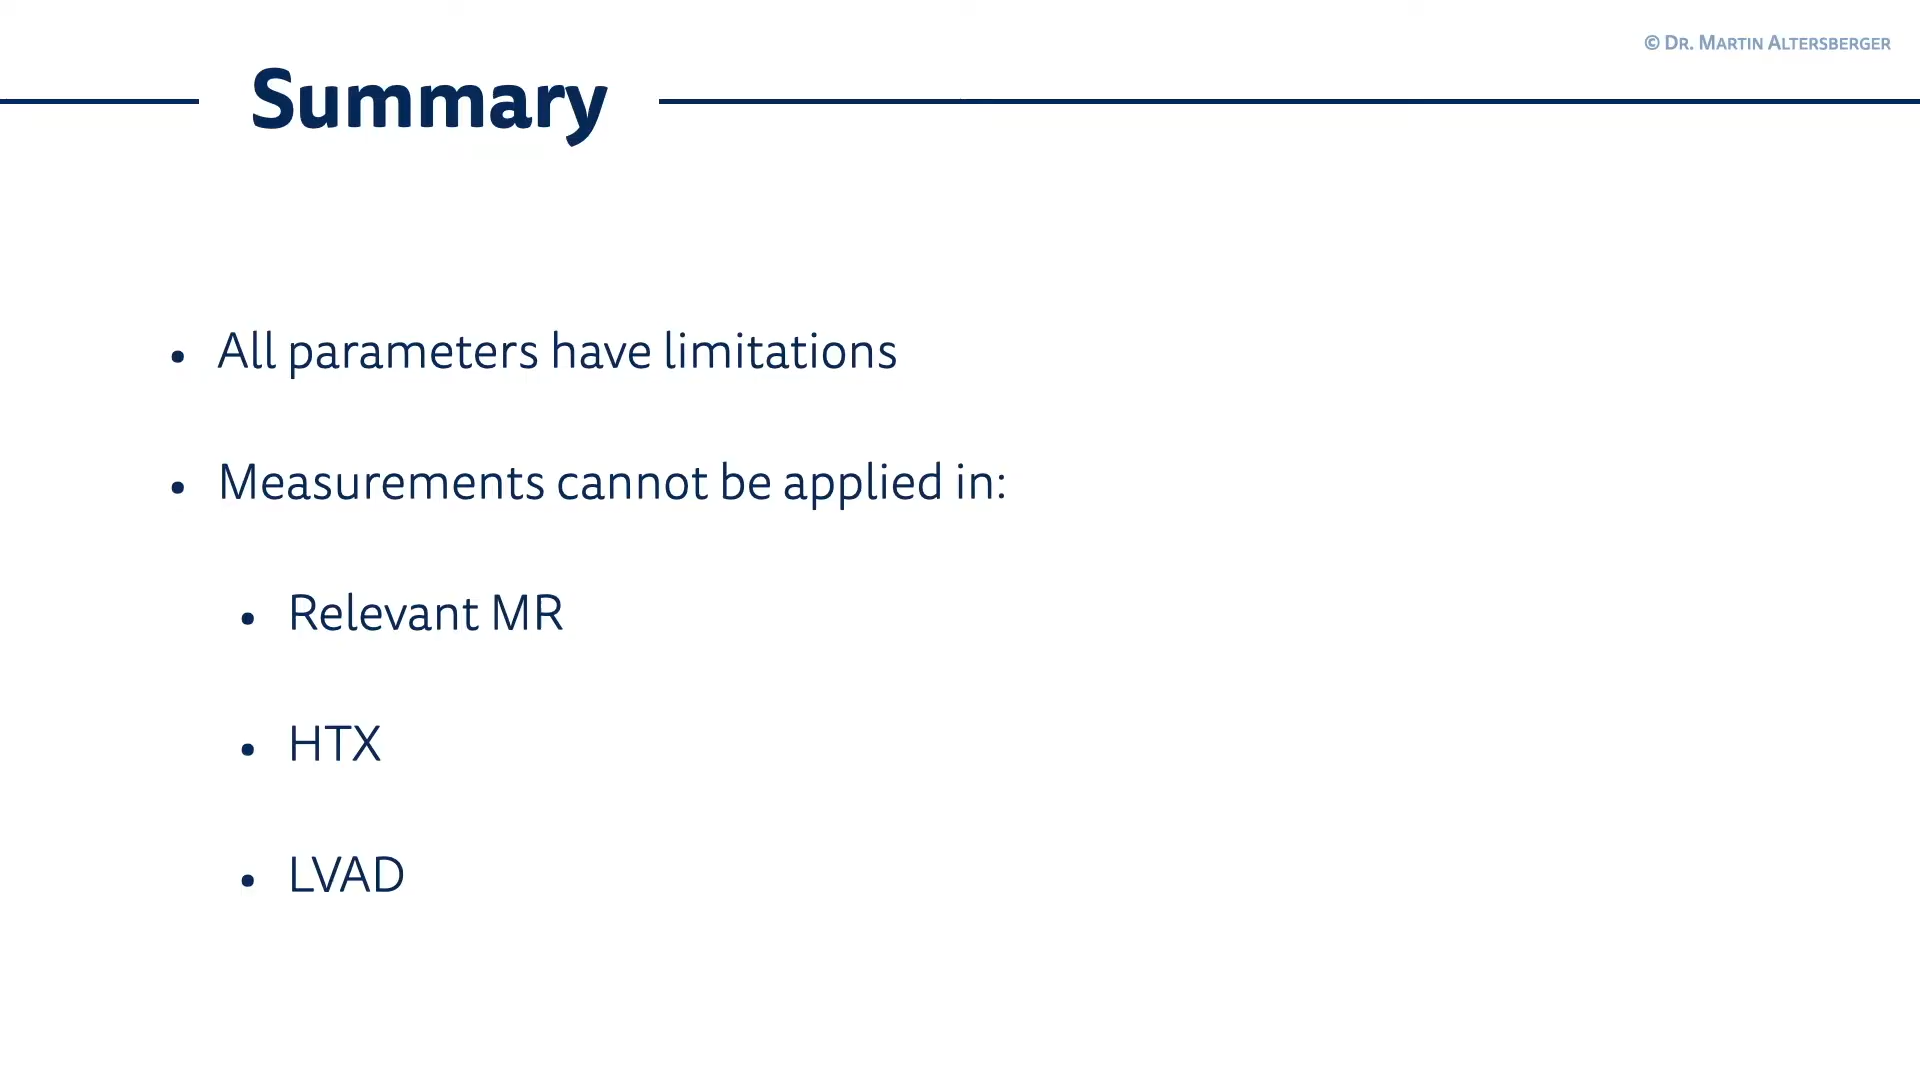 © Dr. Martin Altersberger
Summary
• All parameters have limitations
• Measurements cannot be applied in:
• Relevant MR
• HTX
• LVAD